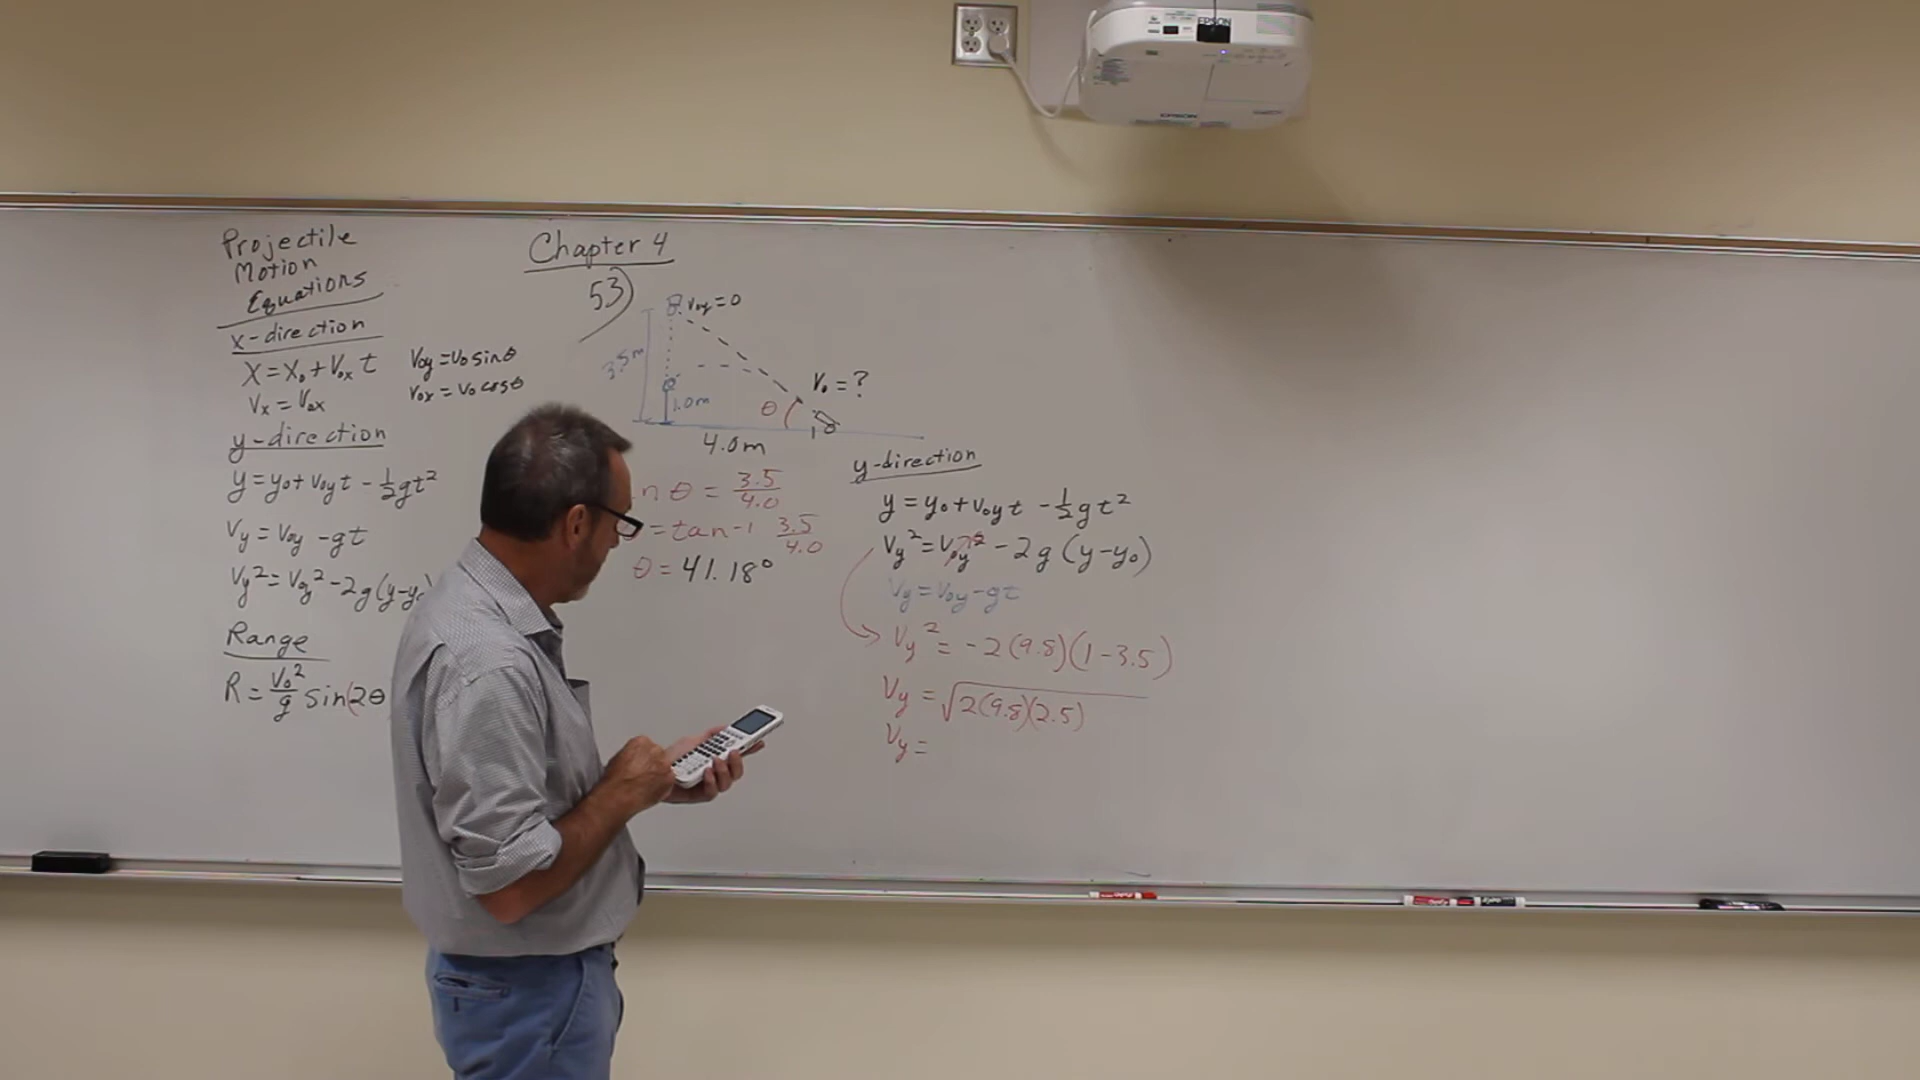 EPSON
EPSON
Projectile
Motion
Equations
x-direction
X = X₀ + V₀ₓ t
Vₓ = V₀ₓ
V₀y = V₀ sinθ
V₀ₓ = V₀ cosθ
y-direction
y = y₀ + V₀y t - ½gt²
Vy = V₀y - gt
Vy² = V₀y² - 2g(y-y₀
Range
R = V₀²/g sin(2θ
Chapter 4
53)
V₀y = 0
3.5m
1.0m
θ
V₀ = ?
4.0m
n θ = 3.5/4.0
= tan-1 3.5/4.0
θ = 41.18°
y-direction
y = y₀ + V₀y t - ½gt²
Vy² = V₀y² - 2g (y-y₀)
Vy = V₀y - gt
Vy² = -2(9.8)(1-3.5)
Vy = √2(9.8)(2.5)
Vy =